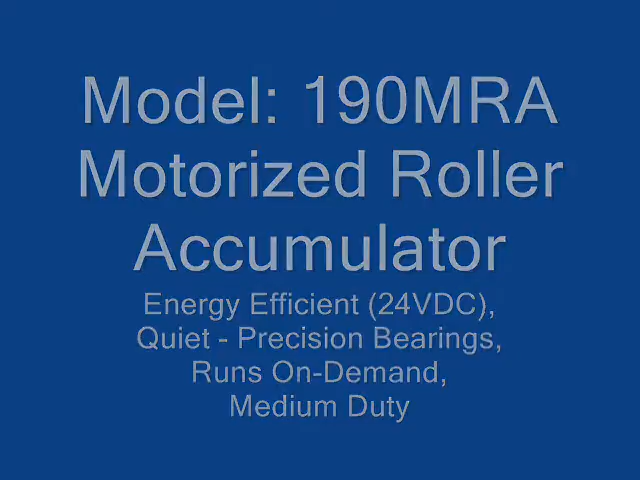 Model: 190MRA
Motorized Roller
Accumulator
Energy Efficient (24VDC),
Quiet - Precision Bearings,
Runs On-Demand,
Medium Duty